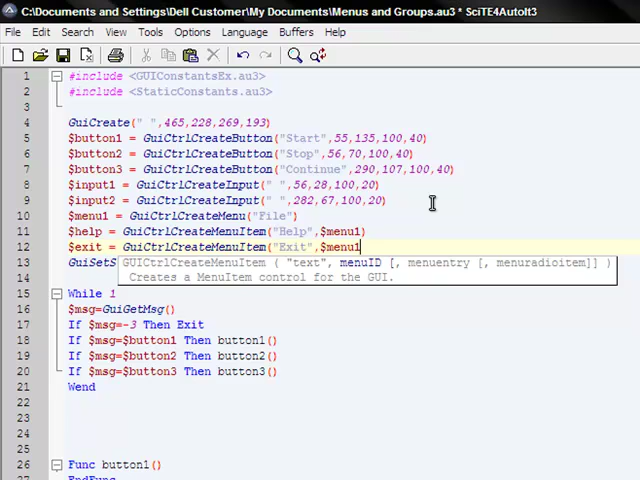 C:\Documents and Settings\Dell Customer\My Documents\Menus and Groups.au3 * SciTE4AutoIt3
File Edit Search View Tools Options Language Buffers Help
1 #include <GUIConstantsEx.au3>
2 #include <StaticConstants.au3>
3
4 GuiCreate(" ",465,228,269,193)
5 $button1 = GuiCtrlCreateButton("Start",55,135,100,40)
6 $button2 = GuiCtrlCreateButton("Stop",56,70,100,40)
7 $button3 = GuiCtrlCreateButton("Continue",290,107,100,40)
8 $input1 = GuiCtrlCreateInput(" ",56,28,100,20)
9 $input2 = GuiCtrlCreateInput(" ",282,67,100,20)
10 $menu1 = GuiCtrlCreateMenu("File")
11 $help = GuiCtrlCreateMenuItem("Help",$menu1)
12 $exit = GuiCtrlCreateMenuItem("Exit",$menu1
13 GuiSetS
GUICtrlCreateMenuItem ( "text", menuID [, menuentry [, menuradioitem]] )
14
Creates a MenuItem control for the GUI.
15 While 1
16 $msg=GuiGetMsg()
17 If $msg=-3 Then Exit
18 If $msg=$button1 Then button1()
19 If $msg=$button2 Then button2()
20 If $msg=$button3 Then button3()
21 Wend
22
23
24
25
26 Func button1()
27 EndFunc